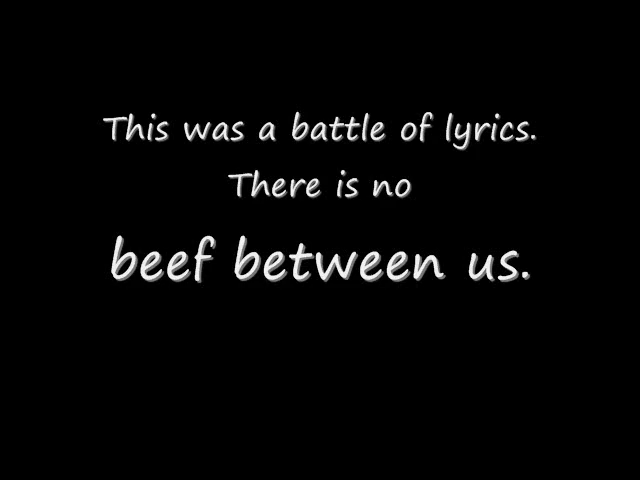 This was a battle of lyrics.
There is no
beef between us.